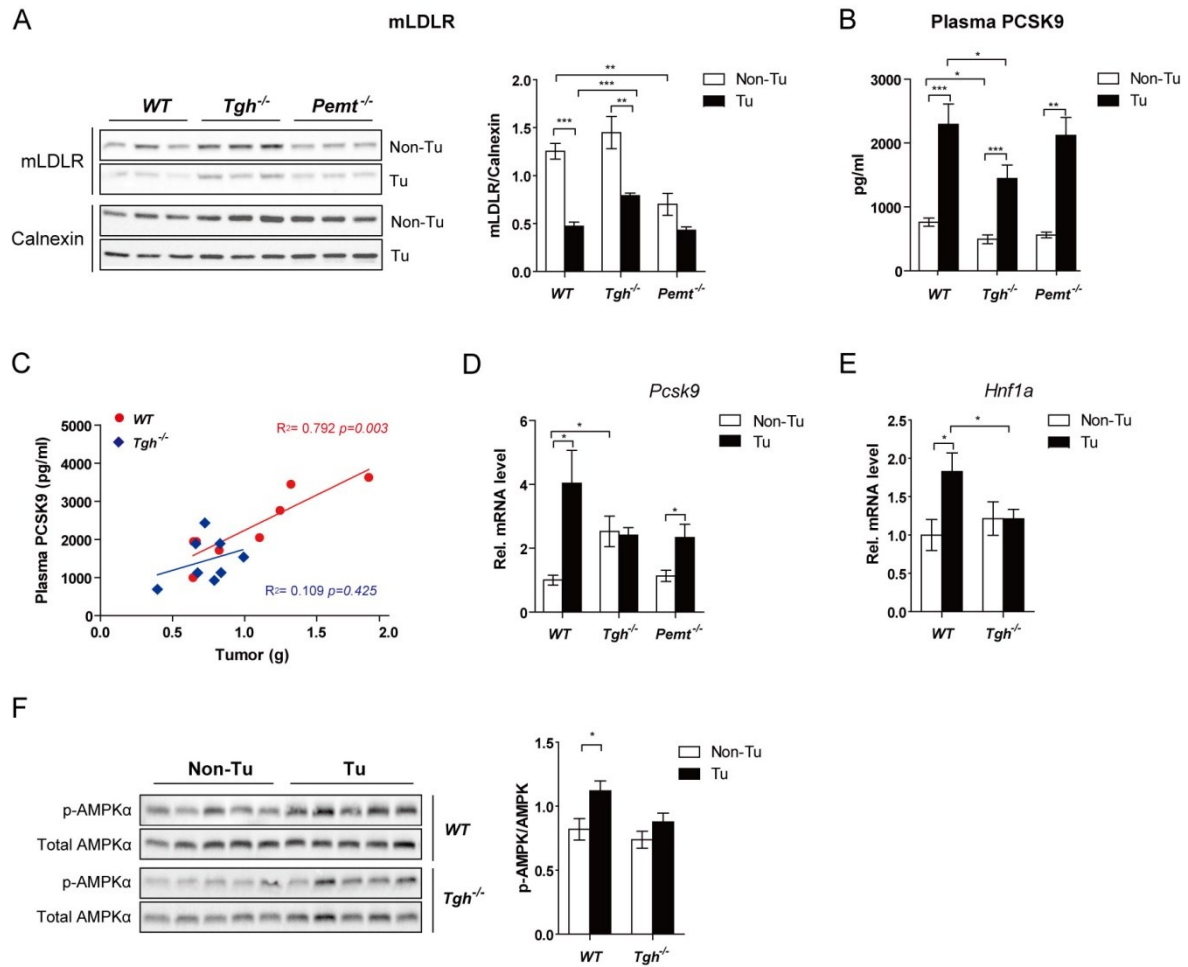 A
mLDLR
WT Tgh-/- Pemt-/-
mLDLR
Non-Tu
Tu
Calnexin
Non-Tu
Tu
mLDLR/Calnexin
2.0
1.5
1.0
0.5
0.0
**
***
***
**
Non-Tu
Tu
WT Tgh-/- Pemt-/-
B
Plasma PCSK9
pg/ml
3000
2000
1000
0
*
*
***
***
**
Non-Tu
Tu
WT Tgh-/- Pemt-/-
C
WT
Tgh-/-
R2= 0.792 p=0.003
R2= 0.109 p=0.425
Plasma PCSK9 (pg/ml)
5000
4000
3000
2000
1000
0
0.0 0.5 1.0 1.5 2.0
Tumor (g)
D
Pcsk9
Rel. mRNA level
6
4
2
0
*
*
*
Non-Tu
Tu
WT Tgh-/- Pemt-/-
E
Hnf1a
Rel. mRNA level
2.5
2.0
1.5
1.0
0.5
0.0
*
*
Non-Tu
Tu
WT Tgh-/-
F
Non-Tu Tu
p-AMPKα
Total AMPKα
WT
p-AMPKα
Total AMPKα
Tgh-/-
p-AMPK/AMPK
1.5
1.0
0.5
0.0
*
Non-Tu
Tu
WT Tgh-/-